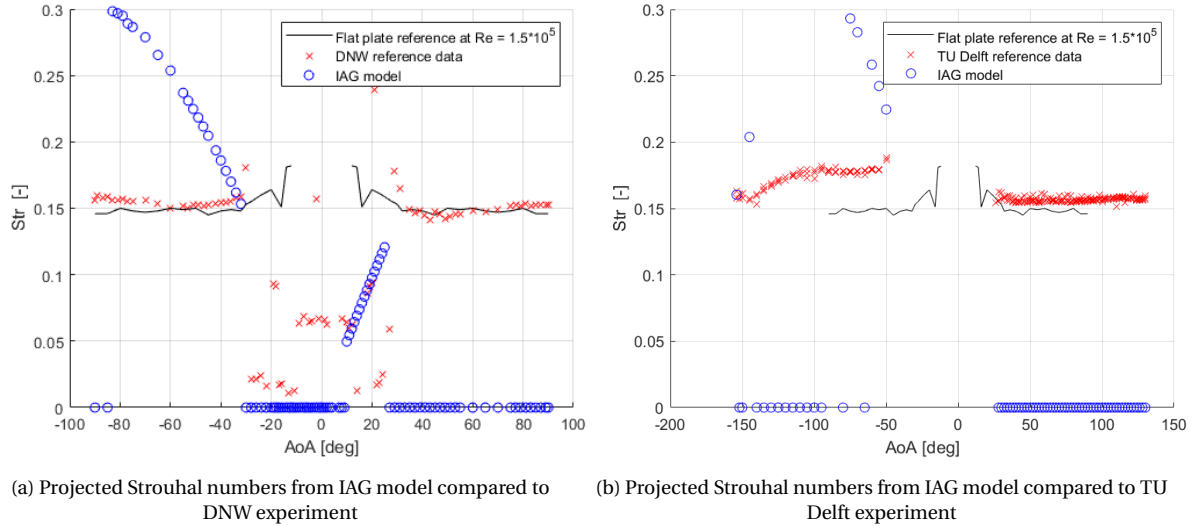 0.3
0.25
0.2
0.15
0.1
0.05
0
Str [-]
-100
-80
-60
-40
-20
0
20
40
60
80
100
AoA [deg]
Flat plate reference at Re = 1.5*10^5
DNW reference data
IAG model
(a) Projected Strouhal numbers from IAG model compared to
DNW experiment
0.3
0.25
0.2
0.15
0.1
0.05
0
Str [-]
-150
-100
-50
0
50
100
150
AoA [deg]
Flat plate reference at Re = 1.5*10^5
TU Delft reference data
IAG model
(b) Projected Strouhal numbers from IAG model compared to TU
Delft experiment